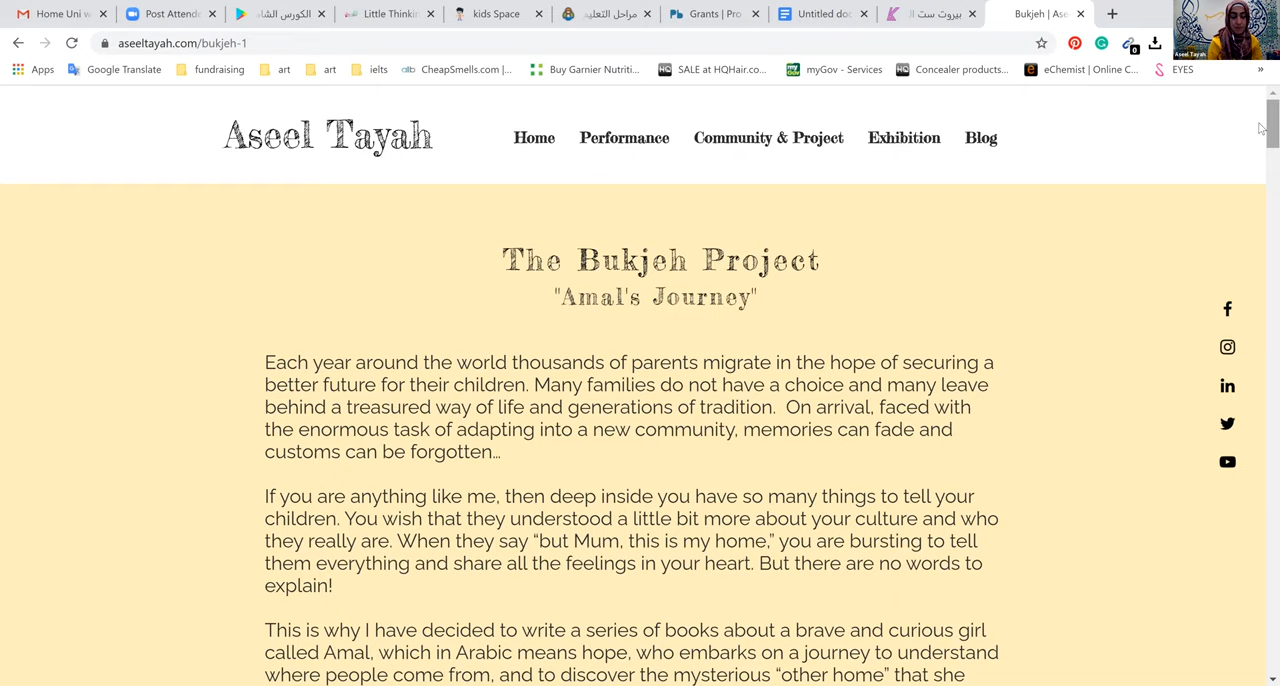 Home Uni w
Post Attende
الكورس الشا
Little Thinki
kids Space
مراحل التعليم
Grants | Pro
Untitled doc
بيروت ست ال
Bukjeh | Ase
aseeltayah.com/bukjeh-1
0
Aseel Tayah
Apps
Google Translate
fundraising
art
art
ielts
CheapSmells.com |...
Buy Garnier Nutriti...
SALE at HQHair.co...
myGov - Services
Concealer products...
eChemist | Online C...
EYES
»
Aseel Tayah
Home
Performance
Community & Project
Exhibition
Blog
The Bukjeh Project
"Amal's Journey"
Each year around the world thousands of parents migrate in the hope of securing a
better future for their children. Many families do not have a choice and many leave
behind a treasured way of life and generations of tradition. On arrival, faced with
the enormous task of adapting into a new community, memories can fade and
customs can be forgotten…
If you are anything like me, then deep inside you have so many things to tell your
children. You wish that they understood a little bit more about your culture and who
they really are. When they say “but Mum, this is my home,” you are bursting to tell
them everything and share all the feelings in your heart. But there are no words to
explain!
This is why I have decided to write a series of books about a brave and curious girl
called Amal, which in Arabic means hope, who embarks on a journey to understand
where people come from, and to discover the mysterious “other home” that she